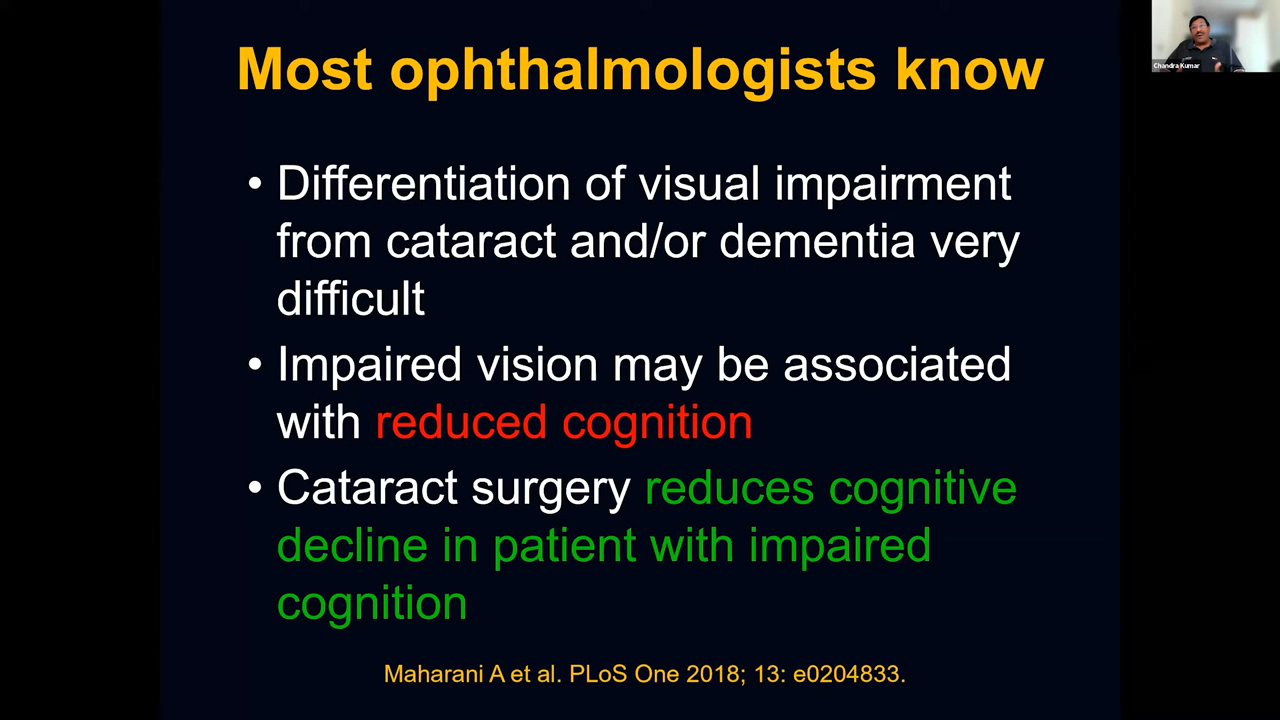 Most ophthalmologists know
• Differentiation of visual impairment
from cataract and/or dementia very
difficult
• Impaired vision may be associated
with reduced cognition
• Cataract surgery reduces cognitive
decline in patient with impaired
cognition
Maharani A et al. PLoS One 2018; 13: e0204833.
Chandra Kumar